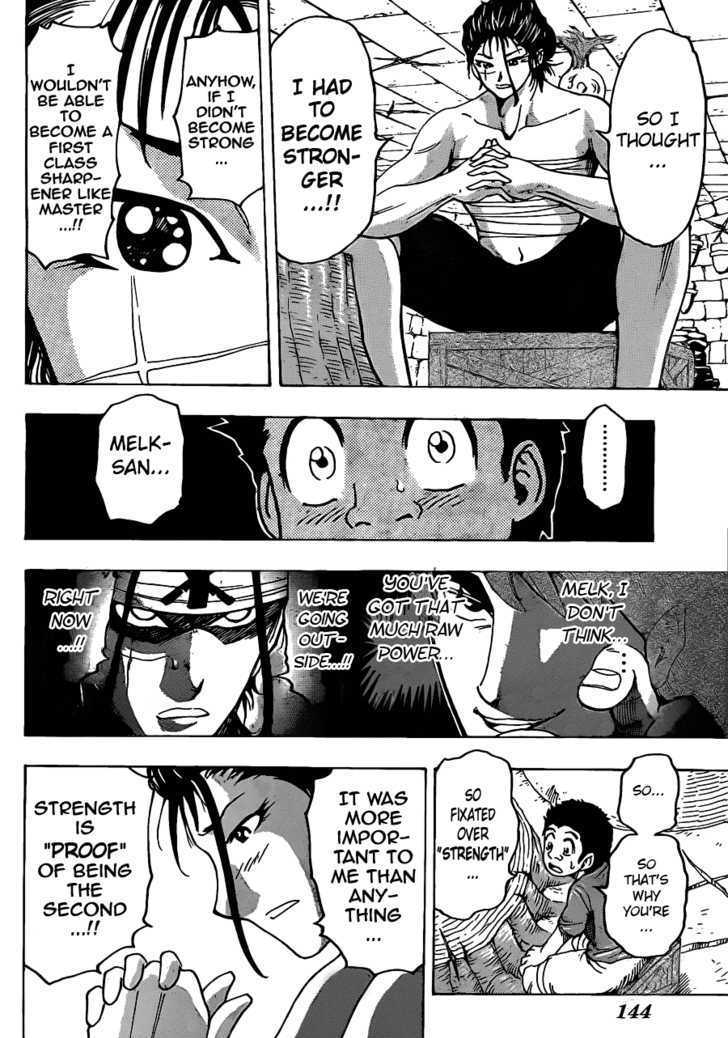 SO I
THOUGHT
...
I HAD
TO
BECOME
STRON-
GER
...!!
ANYHOW,
IF I
DIDN'T
BECOME
STRONG
...
I
WOULDN'T
BE ABLE
TO
BECOME A
FIRST
CLASS
SHARP-
ENER LIKE
MASTER
...!!
.........
MELK-
SAN...
MELK, I
DON'T
THINK...
......
YOU'VE
GOT THAT
MUCH RAW
POWER...
WE'RE
GOING
OUT-
SIDE...!!
RIGHT
NOW
...!!
SO...
SO
THAT'S
WHY
YOU'RE...
SO
FIXATED
OVER
"STRENGTH"
...
IT WAS
MORE
IMPOR-
TANT TO
ME THAN
ANY-
THING
...
STRENGTH
IS
"PROOF"
OF BEING
THE
SECOND
...!!
144